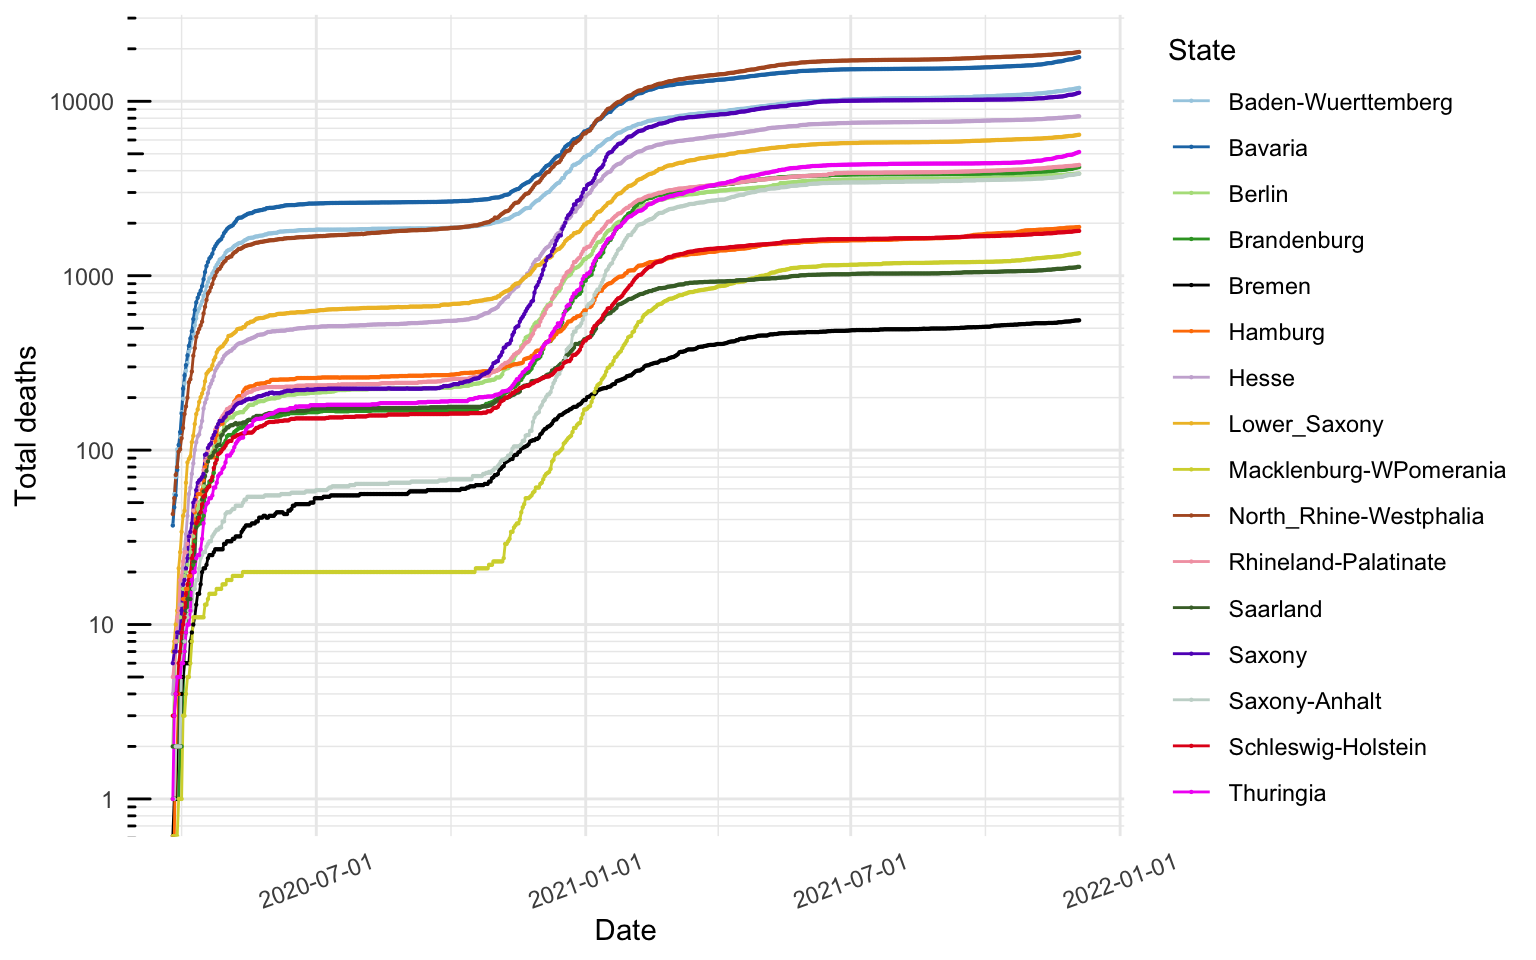 Total deaths
10000
1000
100
10
1
2020-07-01
2021-01-01
2021-07-01
2022-01-01
Date
State
Baden-Wuerttemberg
Bavaria
Berlin
Brandenburg
Bremen
Hamburg
Hesse
Lower_Saxony
Macklenburg-WPomerania
North_Rhine-Westphalia
Rhineland-Palatinate
Saarland
Saxony
Saxony-Anhalt
Schleswig-Holstein
Thuringia